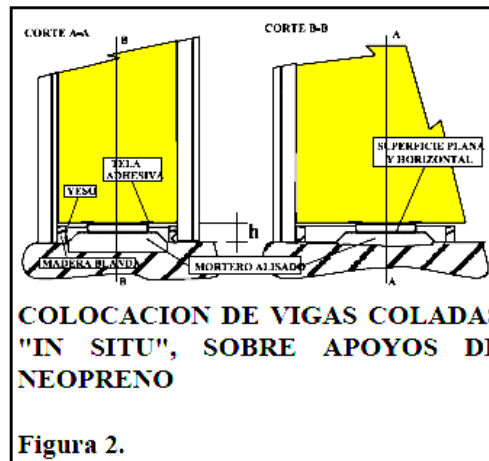 CORTE A-A
B
CORTE B-B
A
TELA
ADHESIVA
SUPERFICIE PLANA
Y HORIZONTAL
YESO
h
MADERA BLANDA
MORTERO ALISADO
B
A
COLOCACION DE VIGAS COLADAS
"IN SITU", SOBRE APOYOS DE
NEOPRENO
Figura 2.